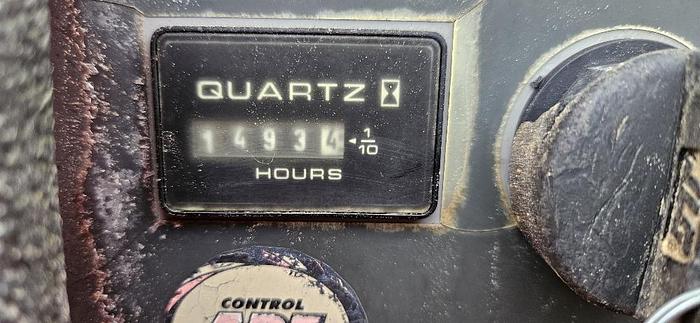 QUARTZ
14934 1/10
HOURS
CONTROL